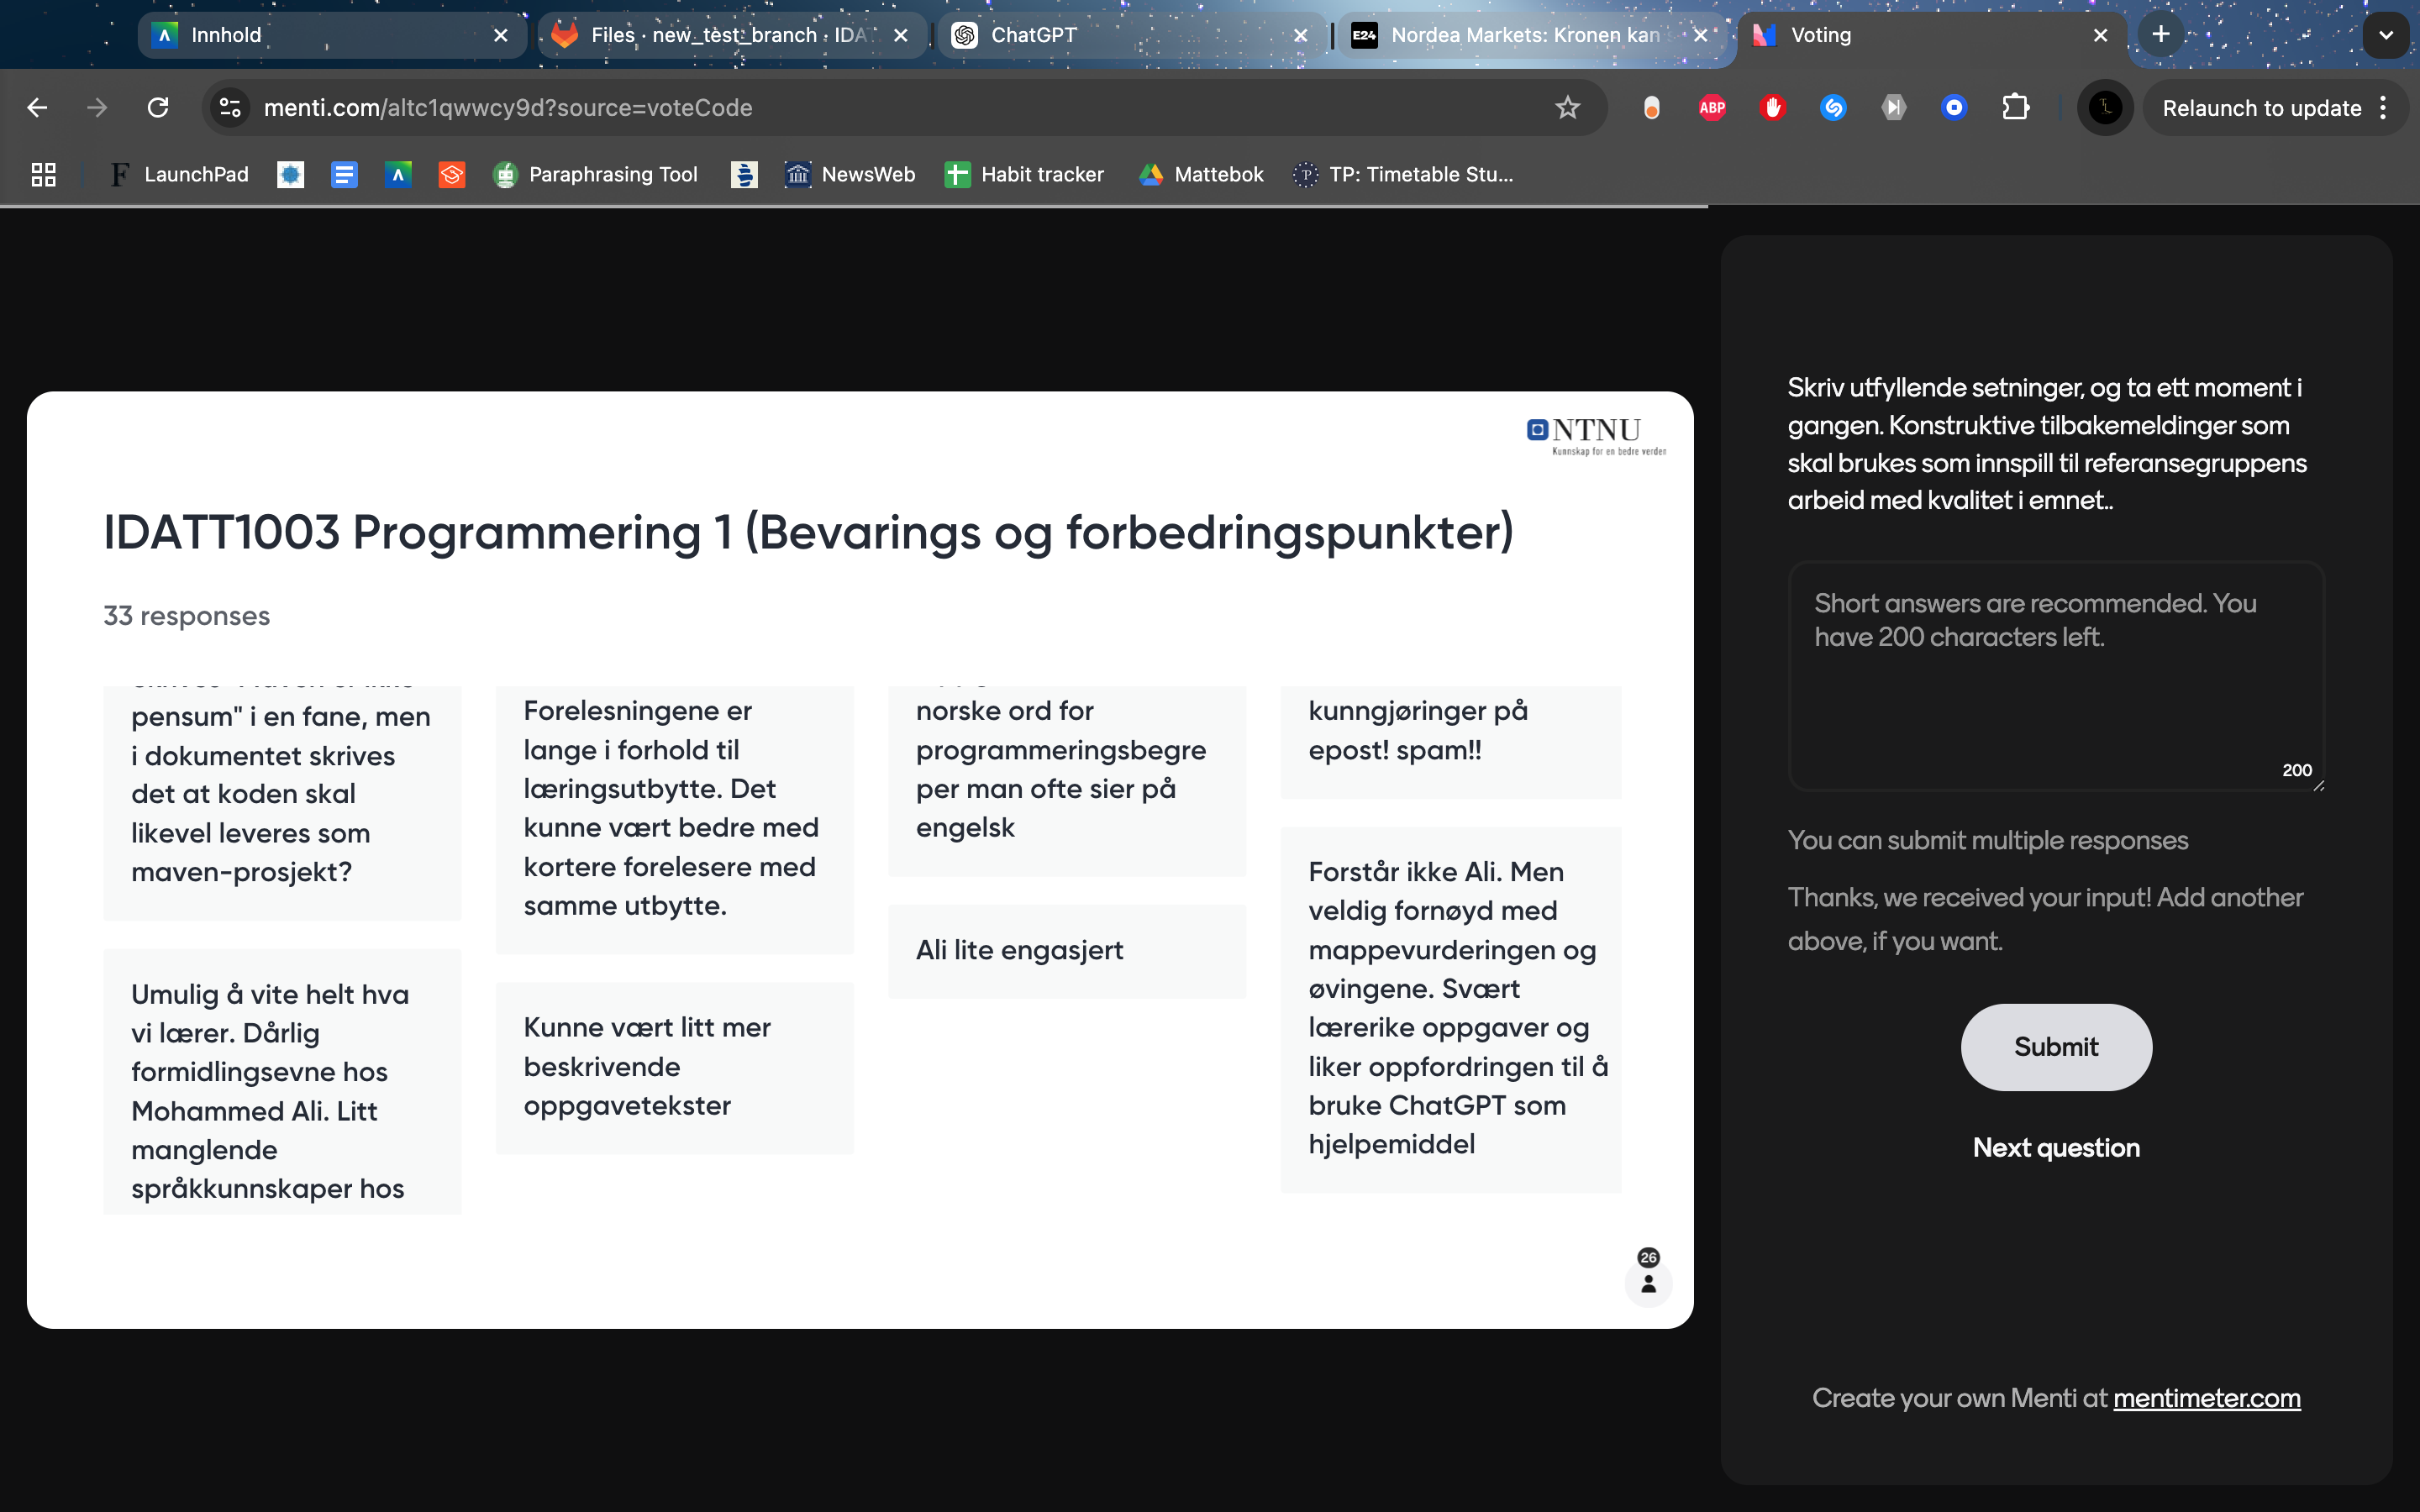 Innhold
Files · new_test_branch · IDA
ChatGPT
E24 Nordea Markets: Kronen kan
Voting
menti.com/altc1qwwcy9d?source=voteCode
ABP
Relaunch to update
LaunchPad
Paraphrasing Tool
NewsWeb
Habit tracker
Mattebok
TP: Timetable Stu...
NTNU
Kunnskap for en bedre verden
IDATT1003 Programmering 1 (Bevarings og forbedringspunkter)
33 responses
pensum" i en fane, men
i dokumentet skrives
det at koden skal
likevel leveres som
maven-prosjekt?
Umulig å vite helt hva
vi lærer. Dårlig
formidlingsevne hos
Mohammed Ali. Litt
manglende
språkkunnskaper hos
Forelesningene er
lange i forhold til
læringsutbytte. Det
kunne vært bedre med
kortere forelesere med
samme utbytte.
Kunne vært litt mer
beskrivende
oppgavetekster
norske ord for
programmeringsbegre
per man ofte sier på
engelsk
Ali lite engasjert
kunngjøringer på
epost! spam!!
Forstår ikke Ali. Men
veldig fornøyd med
mappevurderingen og
øvingene. Svært
lærerike oppgaver og
liker oppfordringen til å
bruke ChatGPT som
hjelpemiddel
26
Skriv utfyllende setninger, og ta ett moment i
gangen. Konstruktive tilbakemeldinger som
skal brukes som innspill til referansegruppens
arbeid med kvalitet i emnet..
Short answers are recommended. You
have 200 characters left.
200
You can submit multiple responses
Thanks, we received your input! Add another
above, if you want.
Submit
Next question
Create your own Menti at mentimeter.com